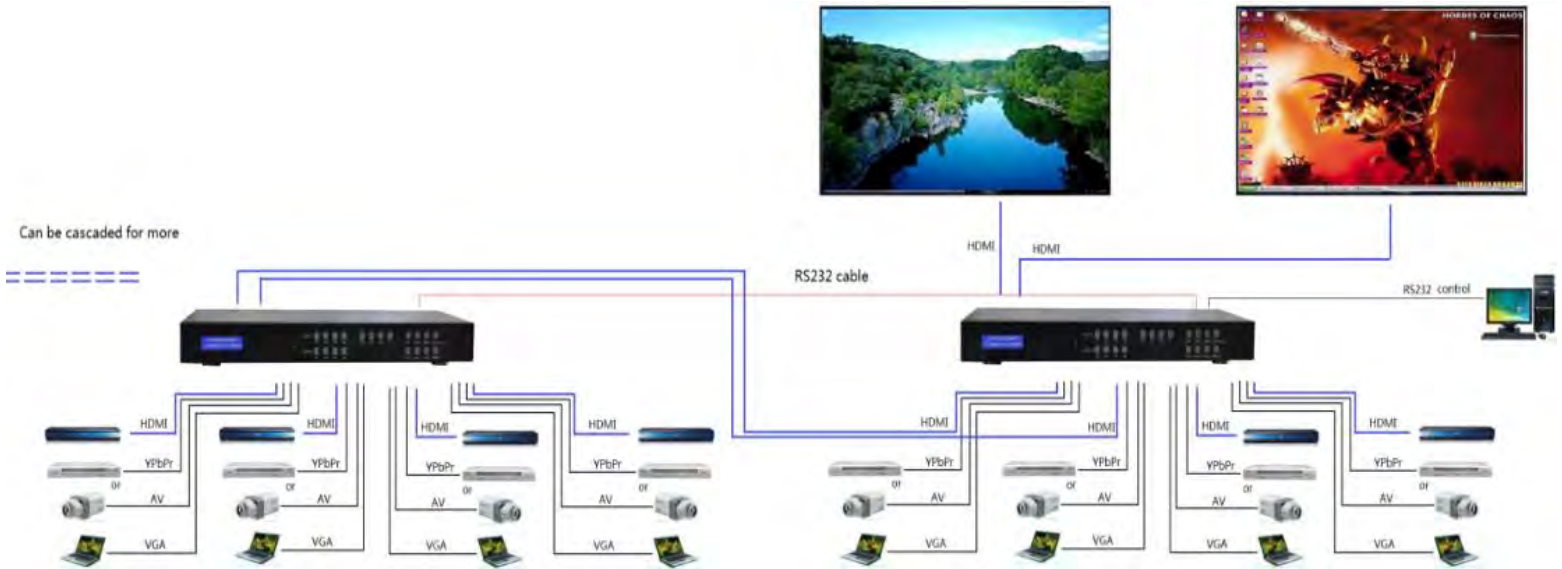 HORDES OF CHAOS
Can be cascaded for more
HDMI
HDMI
RS232 cable
RS232 control
HDMI
HDMI
HDMI
HDMI
HDMI
HDMI
HDMI
HDMI
YPbPr
YPbPr
YPbPr
YPbPr
YPbPr
YPbPr
YPbPr
YPbPr
or
or
or
or
or
or
or
or
AV
AV
AV
AV
AV
AV
AV
AV
VGA
VGA
VGA
VGA
VGA
VGA
VGA
VGA